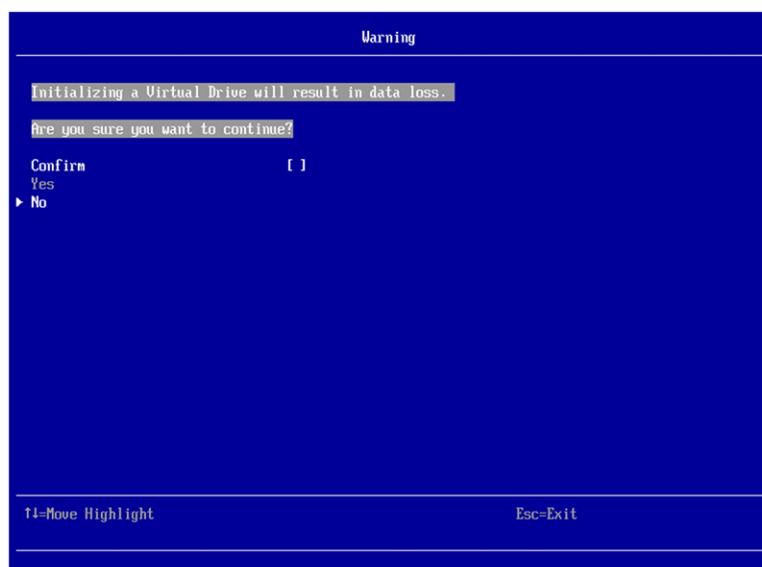 Warning
Initializing a Virtual Drive will result in data loss.
Are you sure you want to continue?
Confirm [ ]
Yes
► No
↑↓=Move Highlight Esc=Exit